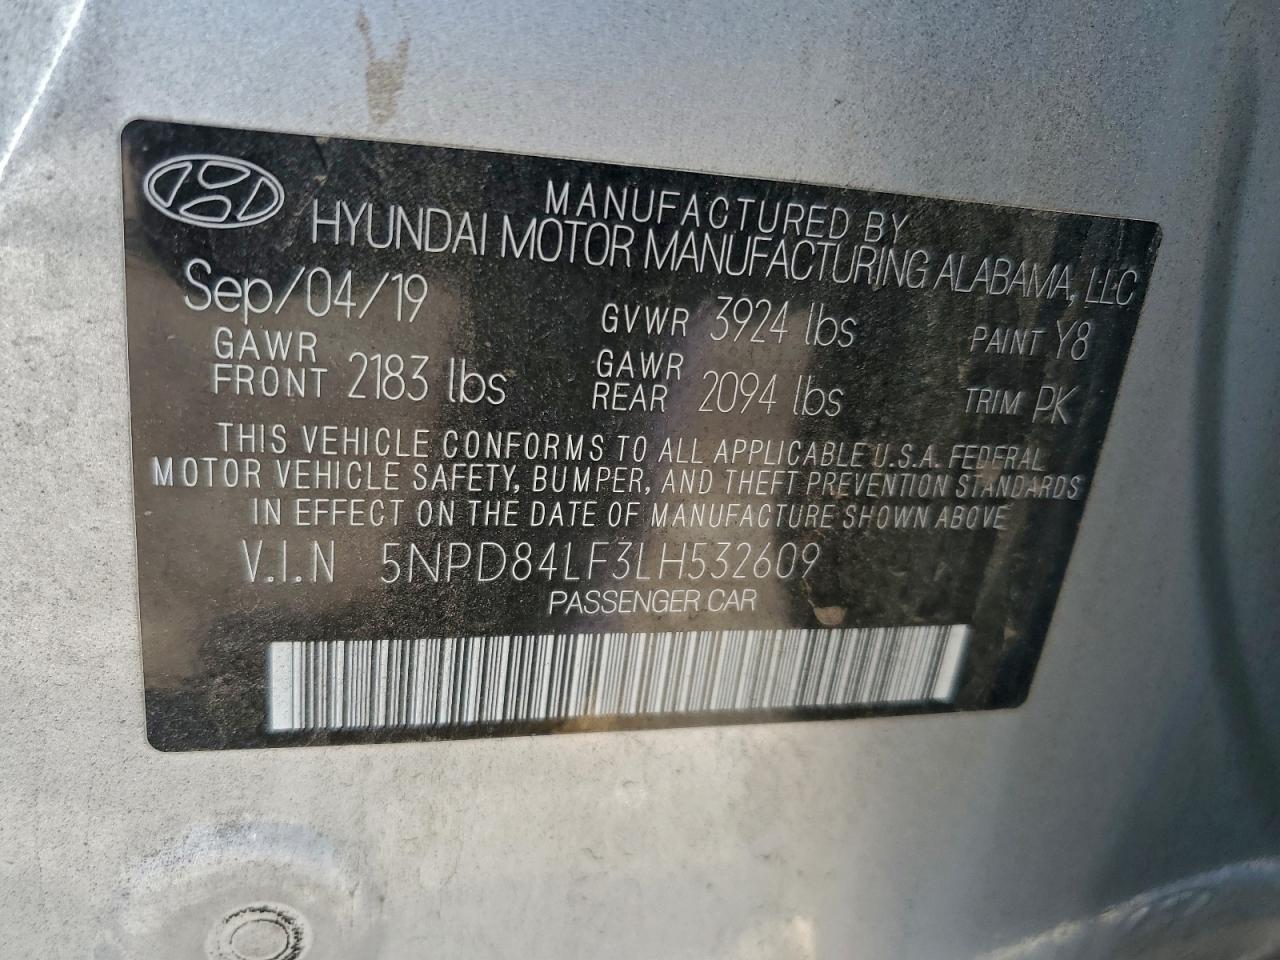 MANUFACTURED BY
HYUNDAI MOTOR MANUFACTURING ALABAMA, LLC
Sep/04/19 GVWR 3924 lbs PAINT Y8
GAWR FRONT 2183 lbs GAWR REAR 2094 lbs TRIM PK
THIS VEHICLE CONFORMS TO ALL APPLICABLE U.S.A. FEDERAL
MOTOR VEHICLE SAFETY, BUMPER, AND THEFT PREVENTION STANDARDS
IN EFFECT ON THE DATE OF MANUFACTURE SHOWN ABOVE
V.I.N 5NPD84LF3LH532609
PASSENGER CAR